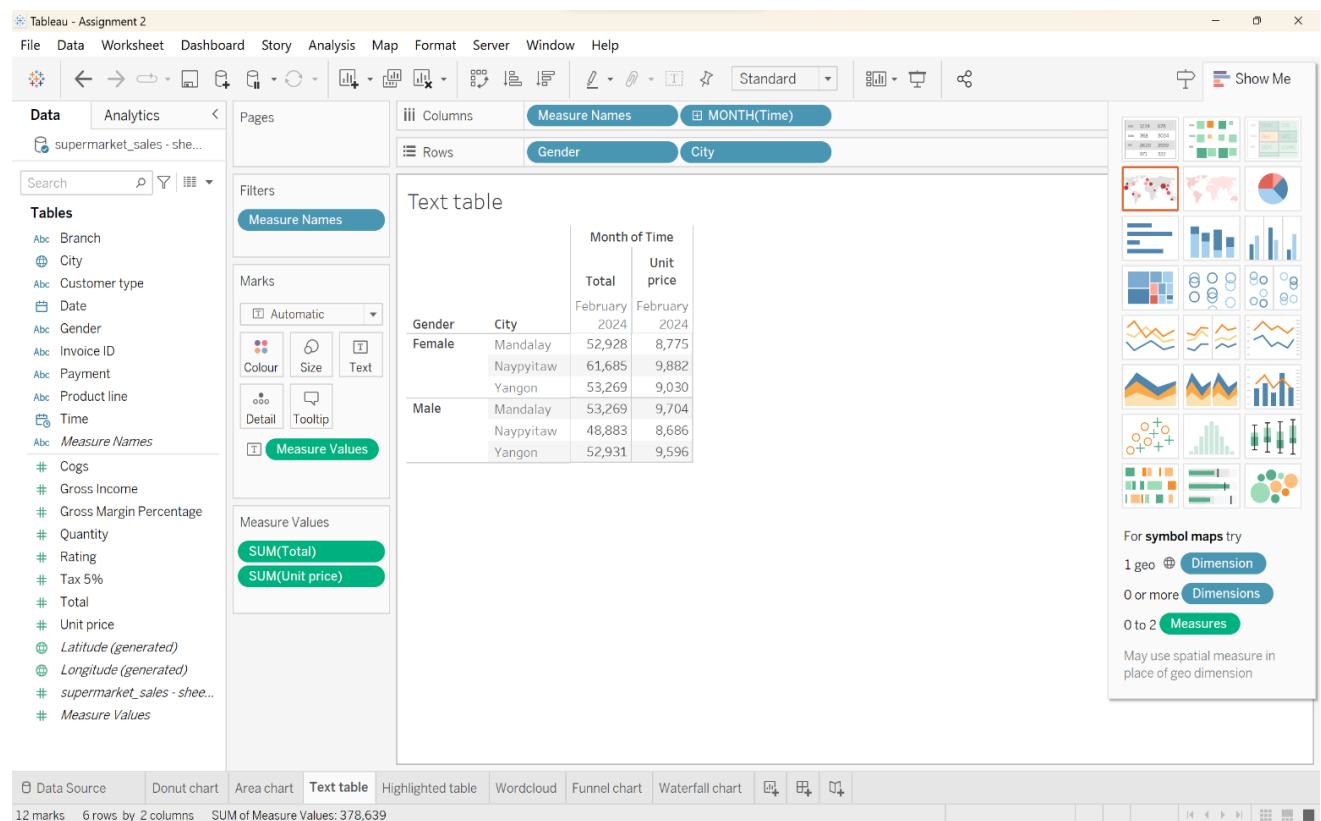 Tableau - Assignment 2
File Data Worksheet Dashboard Story Analysis Map Format Server Window Help
Standard
Show Me
Data Analytics
supermarket_sales - she...
Search
Tables
Abc Branch
City
Abc Customer type
Date
Abc Gender
Abc Invoice ID
Abc Payment
Abc Product line
Time
Abc Measure Names
# Cogs
# Gross Income
# Gross Margin Percentage
# Quantity
# Rating
# Tax 5%
# Total
# Unit price
Latitude (generated)
Longitude (generated)
# supermarket_sales - shee...
# Measure Values
Pages
Filters
Measure Names
Marks
T Automatic
Colour Size Text
Detail Tooltip
T Measure Values
Measure Values
SUM(Total)
SUM(Unit price)
Columns Measure Names MONTH(Time)
Rows Gender City
Text table
Month of Time
Total Unit price
Gender City February 2024 February 2024
Female Mandalay 52,928 8,775
Naypyitaw 61,685 9,882
Yangon 53,269 9,030
Male Mandalay 53,269 9,704
Naypyitaw 48,883 8,686
Yangon 52,931 9,596
For symbol maps try
1 geo Dimension
0 or more Dimensions
0 to 2 Measures
May use spatial measure in
place of geo dimension
Data Source Donut chart Area chart Text table Highlighted table Wordcloud Funnel chart Waterfall chart
12 marks 6 rows by 2 columns SUM of Measure Values: 378,639